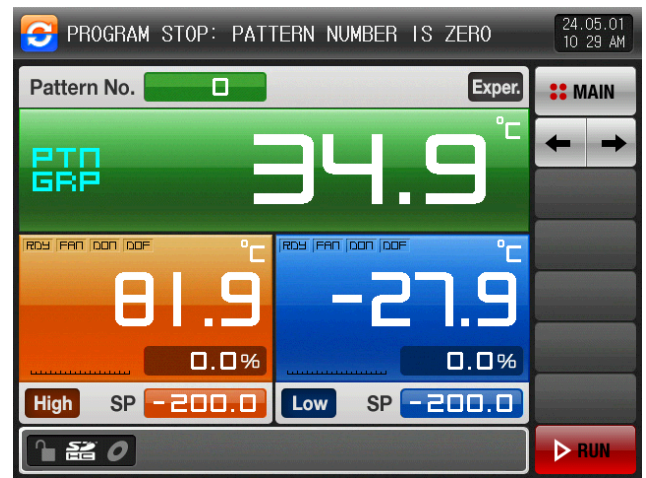 PROGRAM STOP: PATTERN NUMBER IS ZERO
24.05.01
10 29 AM
Pattern No. 0 Exper.
MAIN
PTN
GRP
34.9 °C
RDY FAN DON DOF °C
81.9
0.0%
RDY FAN DON DOF °C
-27.9
0.0%
High SP -200.0
Low SP -200.0
SD HC
RUN